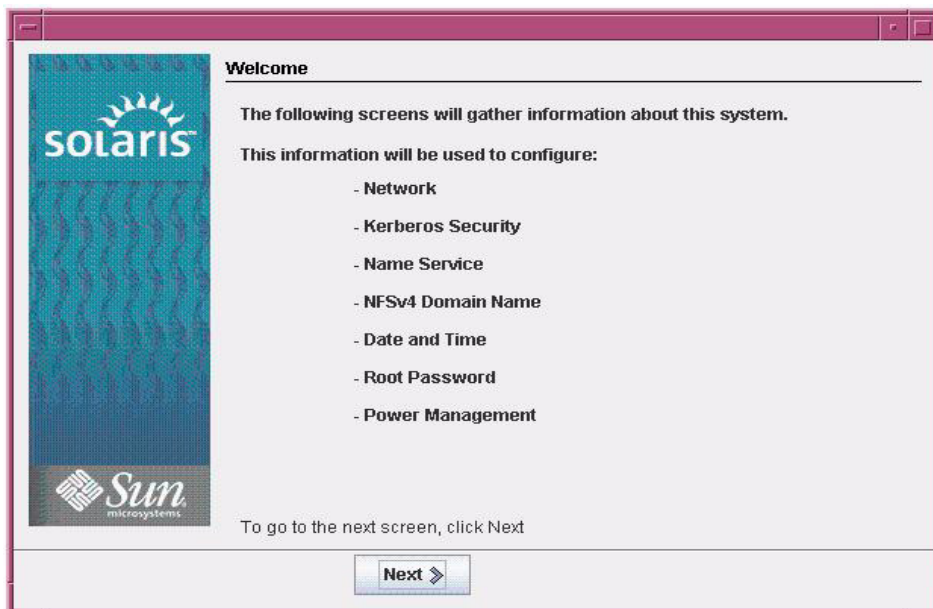 Welcome
solaris™
The following screens will gather information about this system.
This information will be used to configure:
- Network
- Kerberos Security
- Name Service
- NFSv4 Domain Name
- Date and Time
- Root Password
- Power Management
Sun
microsystems
To go to the next screen, click Next
Next